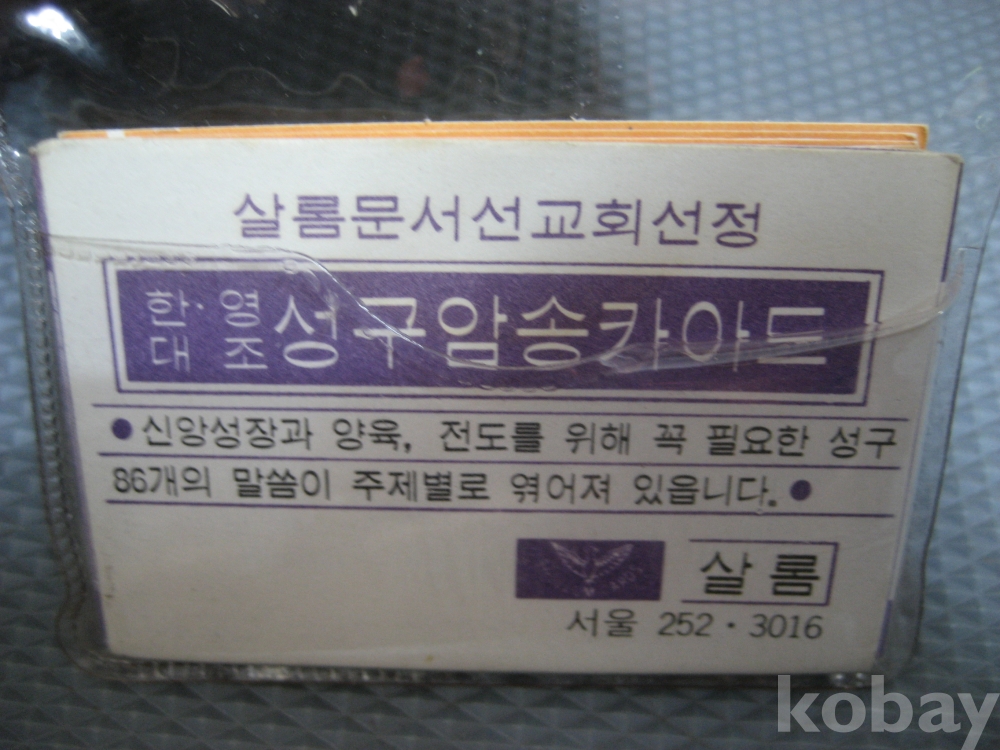 살롬문서선교회선정
한·영
대 조
성구암송카아드
● 신앙성장과 양육, 전도를 위해 꼭 필요한 성구
86개의 말씀이 주제별로 엮어져 있읍니다. ●
살롬
서울 252·3016
kobay